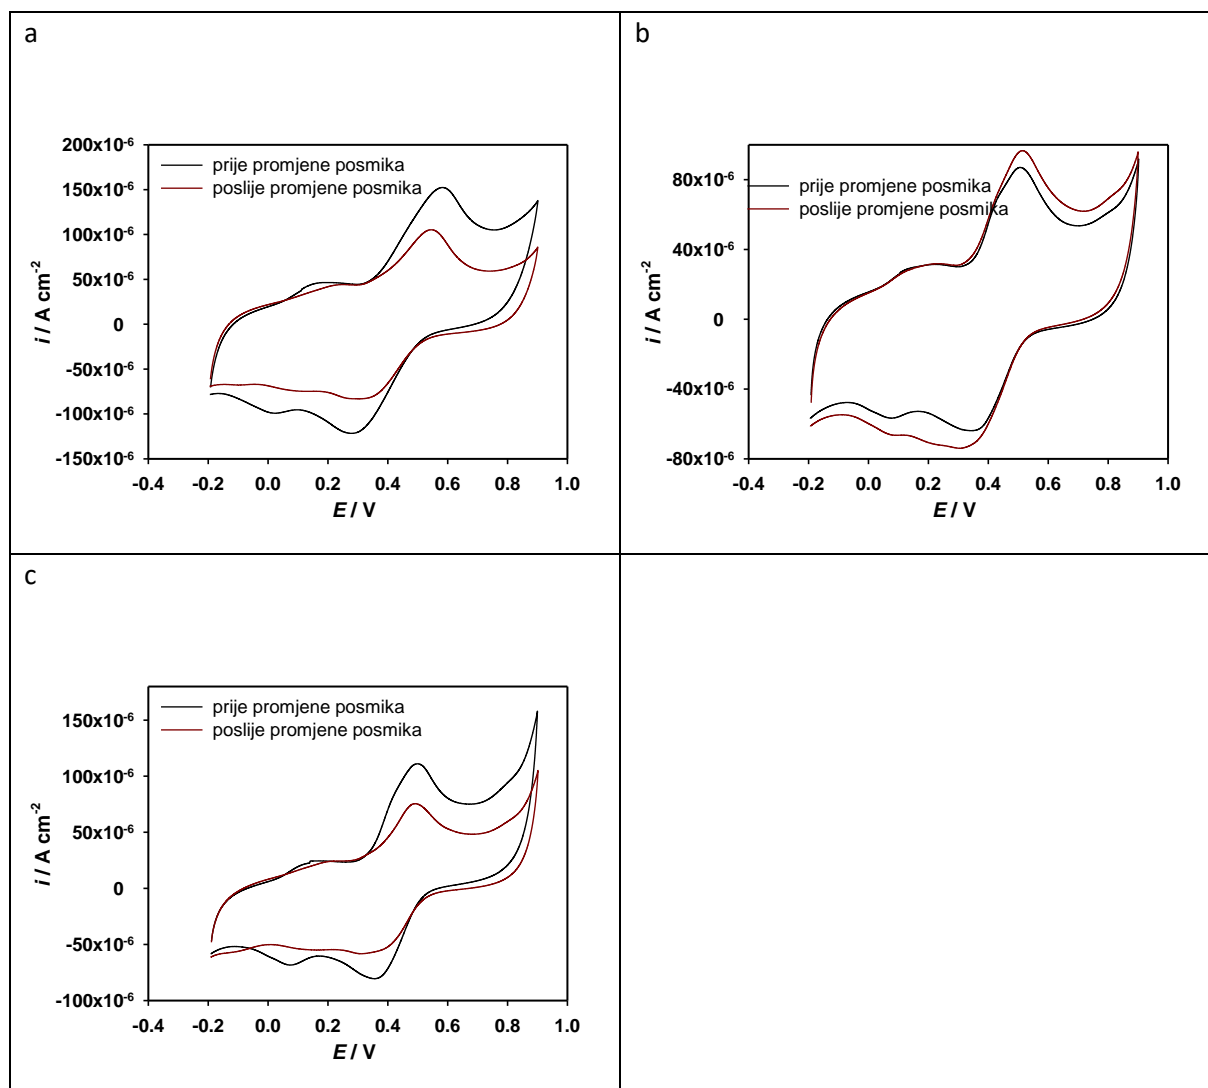 a
200x10-6
150x10-6
100x10-6
50x10-6
0
-50x10-6
-100x10-6
-150x10-6
i / A cm-2
prije promjene posmika
poslije promjene posmika
-0.4 -0.2 0.0 0.2 0.4 0.6 0.8 1.0
E / V
b
80x10-6
40x10-6
0
-40x10-6
-80x10-6
i / A cm-2
prije promjene posmika
poslije promjene posmika
-0.4 -0.2 0.0 0.2 0.4 0.6 0.8 1.0
E / V
c
150x10-6
100x10-6
50x10-6
0
-50x10-6
-100x10-6
i / A cm-2
prije promjene posmika
poslije promjene posmika
-0.4 -0.2 0.0 0.2 0.4 0.6 0.8 1.0
E / V